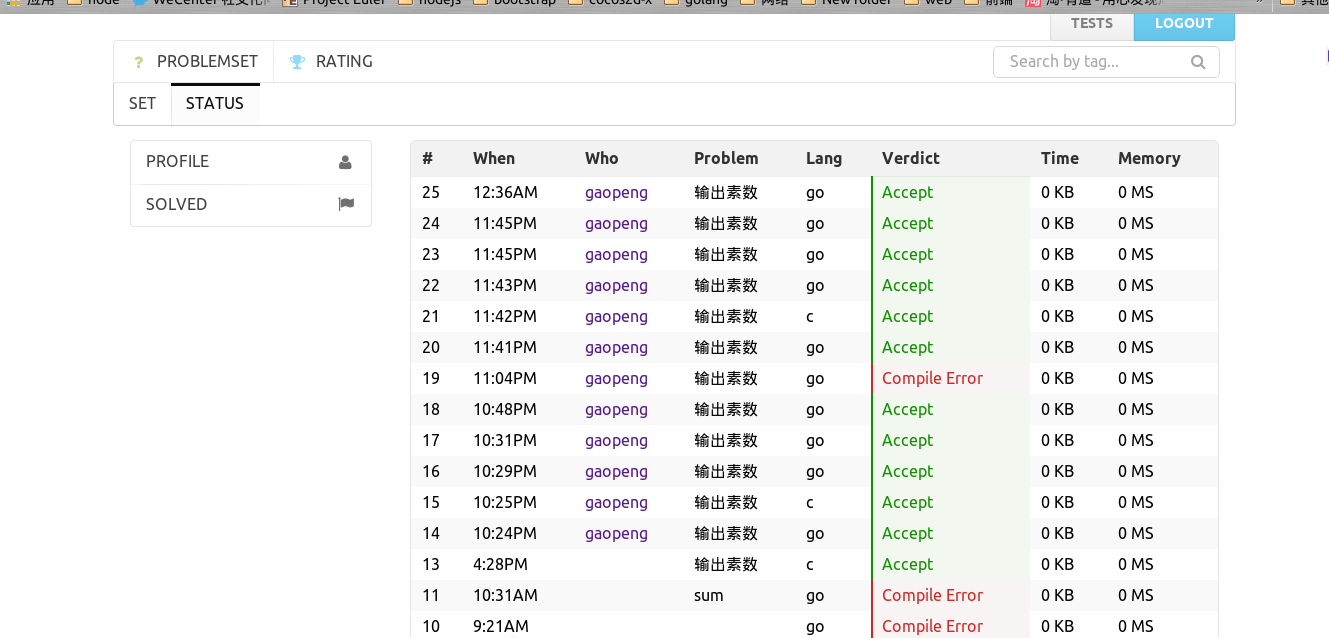 应用 node WeCenter 社交化 Project Euler nodejs bootstrap cocos2d-x golang 网络 New folder web 前端 淘!有道 - 用心发现 » 其他
TESTS LOGOUT
? PROBLEMSET RATING Search by tag...
SET STATUS
PROFILE
SOLVED
# When Who Problem Lang Verdict Time Memory
25 12:36AM gaopeng 输出素数 go Accept 0 KB 0 MS
24 11:45PM gaopeng 输出素数 go Accept 0 KB 0 MS
23 11:45PM gaopeng 输出素数 go Accept 0 KB 0 MS
22 11:43PM gaopeng 输出素数 go Accept 0 KB 0 MS
21 11:42PM gaopeng 输出素数 c Accept 0 KB 0 MS
20 11:41PM gaopeng 输出素数 go Accept 0 KB 0 MS
19 11:04PM gaopeng 输出素数 go Compile Error 0 KB 0 MS
18 10:48PM gaopeng 输出素数 go Accept 0 KB 0 MS
17 10:31PM gaopeng 输出素数 go Accept 0 KB 0 MS
16 10:29PM gaopeng 输出素数 go Accept 0 KB 0 MS
15 10:25PM gaopeng 输出素数 c Accept 0 KB 0 MS
14 10:24PM gaopeng 输出素数 go Accept 0 KB 0 MS
13 4:28PM 输出素数 c Accept 0 KB 0 MS
11 10:31AM sum go Compile Error 0 KB 0 MS
10 9:21AM go Compile Error 0 KB 0 MS